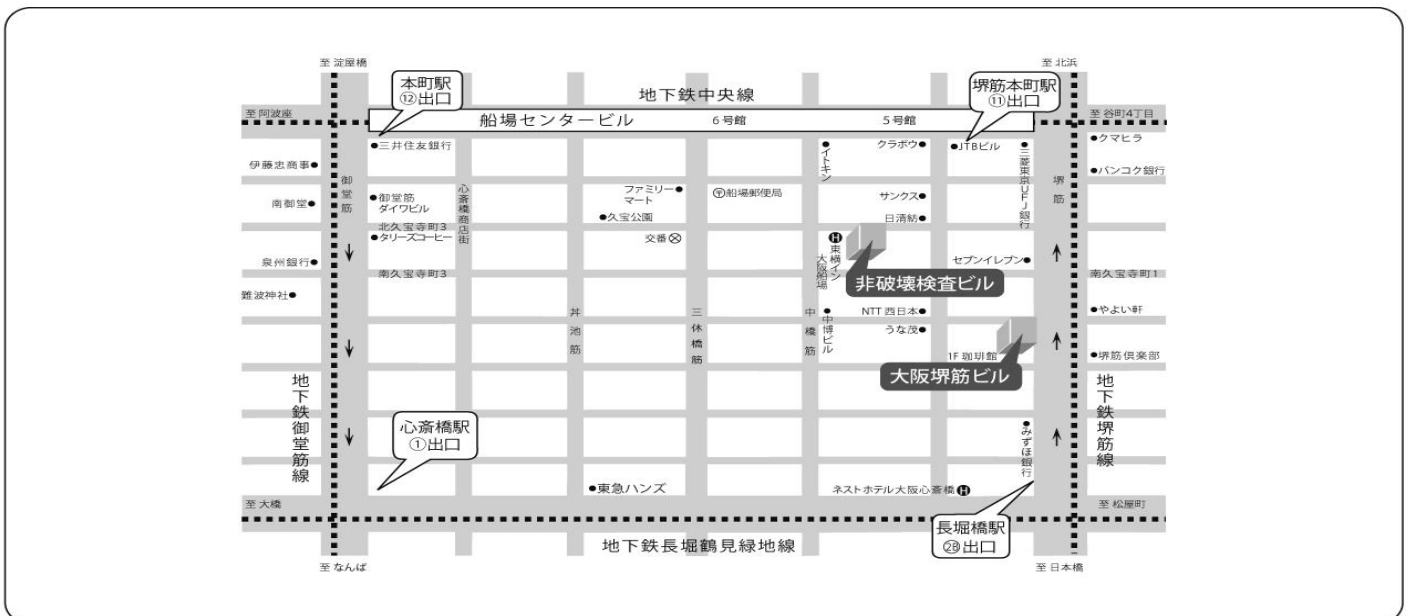 至 淀屋橋
至 北浜
本町駅
⑫出口
地下鉄中央線
堺筋本町駅
⑪出口
至 阿波座
船場センタービル
6号館
5号館
至 谷町4丁目
三井住友銀行
イトキン
クラボウ
JTBビル
三菱東京UFJ銀行
クマヒラ
伊藤忠商事
バンコク銀行
御堂筋
心斎橋商店街
堺筋
南御堂
御堂筋
ダイワビル
ファミリー
マート
〒船場郵便局
サンクス
北久宝寺町3
久宝公園
日清紡
タリーズコーヒー
交番
H
東横イン
大阪船場
泉州銀行
セブンイレブン
南久宝寺町3
南久宝寺町1
非破壊検査ビル
難波神社
丼池筋
三休橋筋
中橋筋
中博ビル
NTT 西日本
やよい軒
うな茂
1F 珈琲館
堺筋倶楽部
大阪堺筋ビル
地下鉄御堂筋線
地下鉄堺筋線
心斎橋駅
①出口
みずほ銀行
東急ハンズ
ネストホテル大阪心斎橋 H
至 大橋
至 松屋町
長堀橋駅
㉘出口
地下鉄長堀鶴見緑地線
至 なんば
至 日本橋